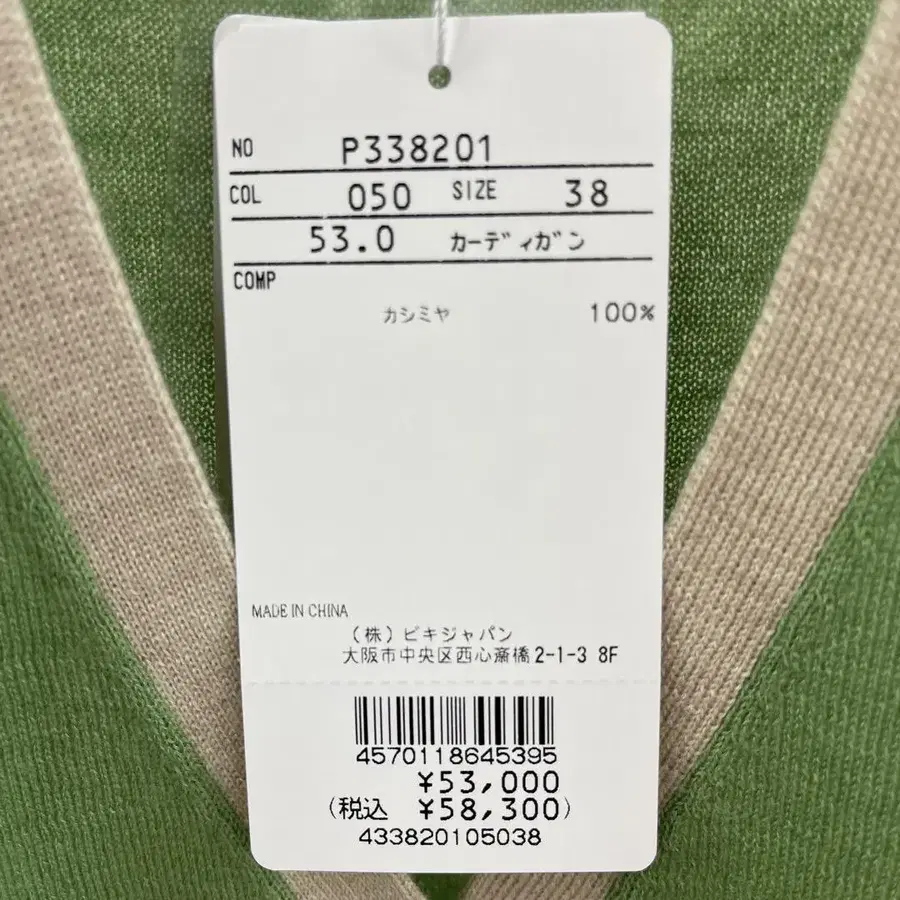 NO P338201
COL 050 SIZE 38
53.0 カーディガン
COMP
カシミヤ 100%
MADE IN CHINA
(株)ビキジャパン
大阪市中央区西心斎橋2-1-3 8F
4570118645395
¥53,000
(税込 ¥58,300)
433820105038